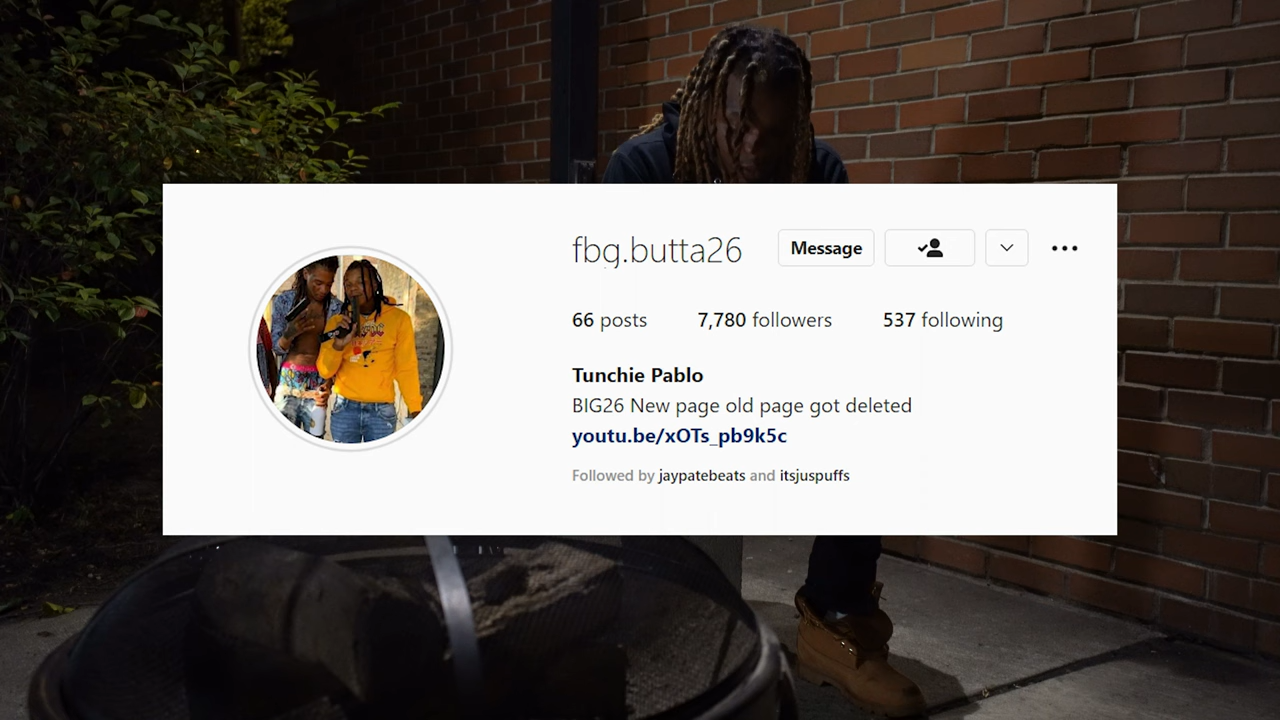 fbg.butta26 Message
66 posts 7,780 followers 537 following
Tunchie Pablo
BIG26 New page old page got deleted
youtu.be/xOTs_pb9k5c
Followed by jaypatebeats and itsjuspuffs